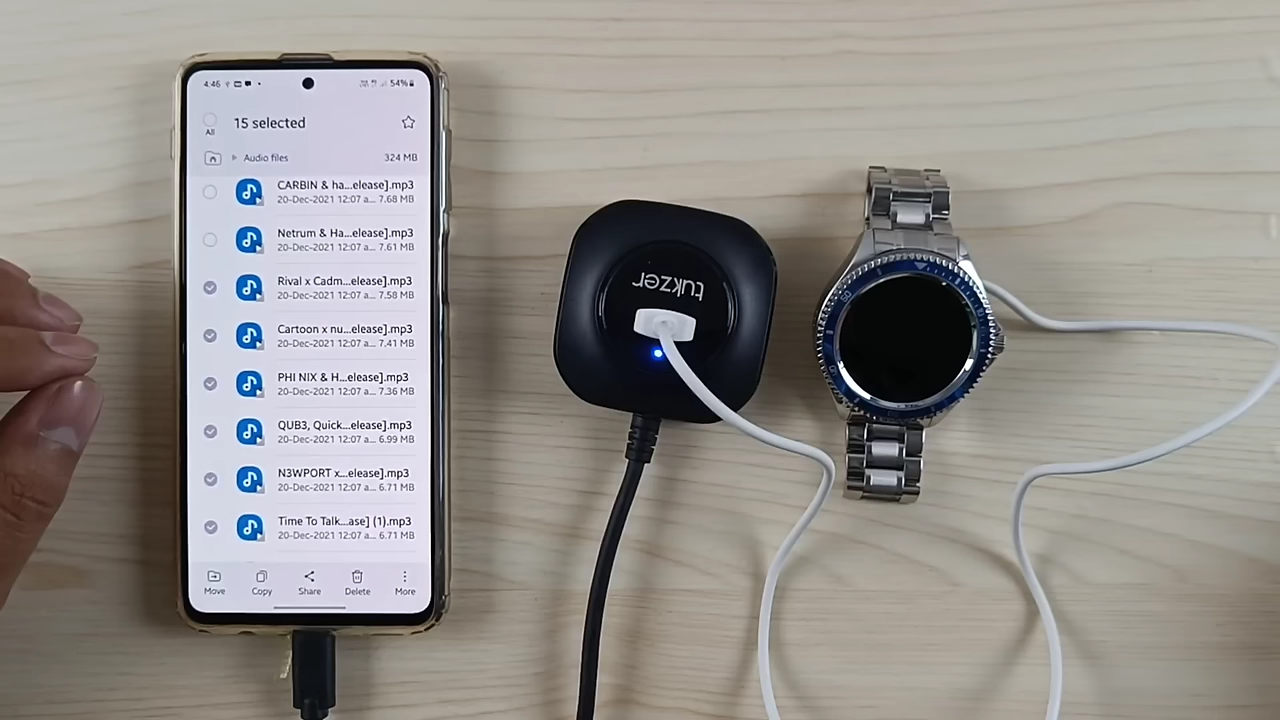 4:46
54%
15 selected
All
Audio files 324 MB
CARBIN & ha...elease].mp3
20-Dec-2021 12:07 a... 7.68 MB
Netrum & Ha...elease].mp3
20-Dec-2021 12:07 a... 7.61 MB
Rival x Cadm...elease].mp3
20-Dec-2021 12:07 a... 7.58 MB
Cartoon x nu...elease].mp3
20-Dec-2021 12:07 a... 7.41 MB
PHI NIX & H...elease].mp3
20-Dec-2021 12:07 a... 7.36 MB
QUB3, Quick...elease].mp3
20-Dec-2021 12:07 a... 6.99 MB
N3WPORT x...elease].mp3
20-Dec-2021 12:07 a... 6.71 MB
Time To Talk...ase] (1).mp3
20-Dec-2021 12:07 a... 6.71 MB
Move Copy Share Delete More
tukzer